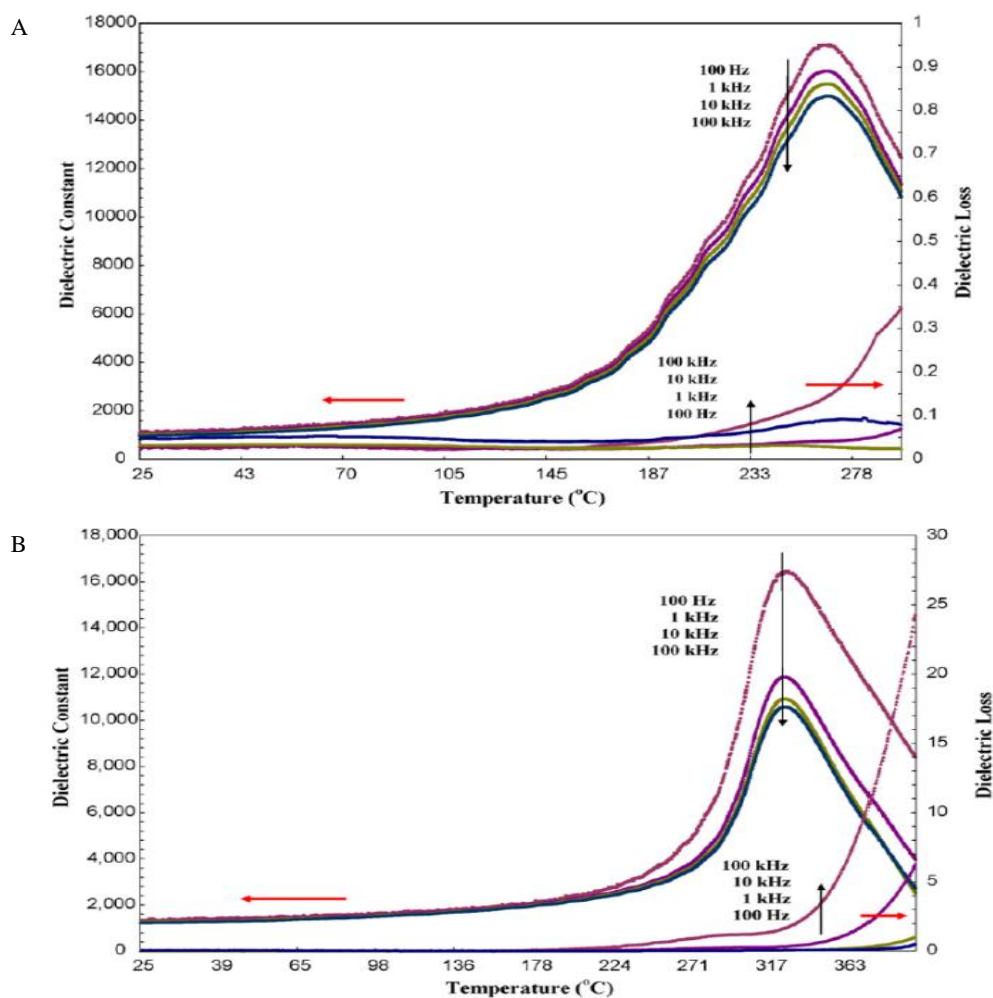 A
18000
16000
14000
12000
10000
8000
6000
4000
2000
0
Dielectric Constant
100 Hz
1 kHz
10 kHz
100 kHz
100 kHz
10 kHz
1 kHz
100 Hz
1
0.9
0.8
0.7
0.6
0.5
0.4
0.3
0.2
0.1
0
Dielectric Loss
25 43 70 105 145 187 233 278
Temperature (°C)
B
18,000
16,000
14,000
12,000
10,000
8,000
6,000
4,000
2,000
0
Dielectric Constant
100 Hz
1 kHz
10 kHz
100 kHz
100 kHz
10 kHz
1 kHz
100 Hz
30
25
20
15
10
5
0
Dielectric Loss
25 39 65 98 136 178 224 271 317 363
Temperature (°C)